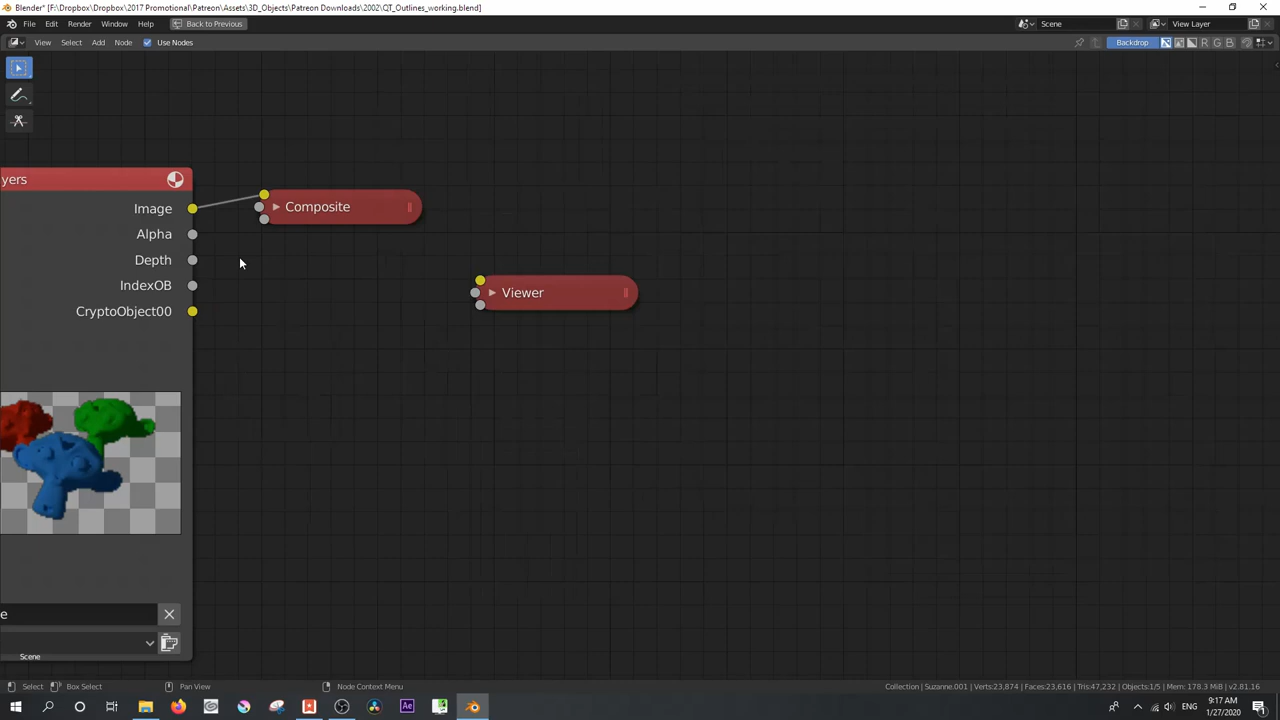 Blender* [F:\Dropbox\Dropbox\2017 Promotional\Patreon\Assets\3D_Objects\Patreon Downloads\2002\QT_Outlines_working.blend]
File Edit Render Window Help Back to Previous Scene View Layer
View Select Add Node Use Nodes Backdrop R G B
yers
Image
Alpha
Depth
IndexOB
CryptoObject00
Composite
Viewer
e
Scene
Select Box Select Pan View Node Context Menu Collection | Suzanne.001 | Verts:23,874 | Faces:23,616 | Tris:47,232 | Objects:1/5 | Mem: 178.3 MiB | v2.81.16
Ae ENG 9:17 AM
1/27/2020